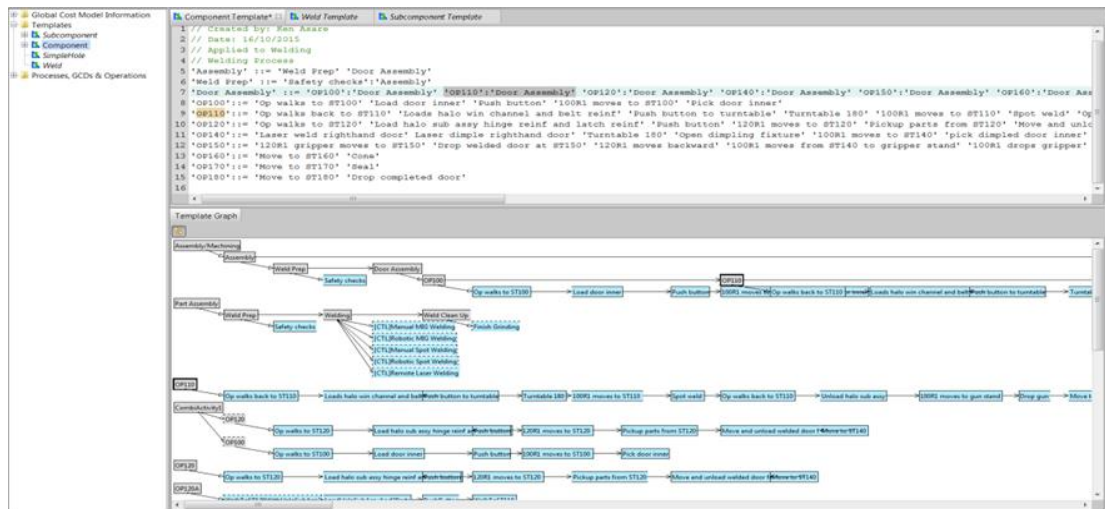 Global Cost Model Information
Templates
Subcomponent
Component
SimpleHole
Weld
Processes, GCDs & Operations
Component Template* Weld Template Subcomponent Template
1 // Created by: Ken Asare
2 // Date: 16/10/2015
3 // Applied to Welding
4 // Welding Process
5 'Assembly' ::= 'Weld Prep' 'Door Assembly'
6 'Weld Prep' ::= 'Safety checks':'Assembly'
7 'Door Assembly' ::= 'OP100':'Door Assembly' 'OP110':'Door Assembly' 'OP120':'Door Assembly' 'OP140':'Door Assembly' 'OP150':'Door Assembly' 'OP160':'Door Ass
8 'OP100'::= 'Op walks to ST100' 'Load door inner' 'Push button' '100R1 moves to ST100' 'Pick door inner'
9 'OP110'::= 'Op walks back to ST110' 'Loads halo win channel and belt reinf' 'Push button to turntable' 'Turntable 180' '100R1 moves to ST110' 'Spot weld' 'Op
10 'OP120'::= 'Op walks to ST120' 'Load halo sub assy hinge reinf and latch reinf' 'Push button' '120R1 moves to ST120' 'Pickup parts from ST120' 'Move and unlo
11 'OP140'::= 'Laser weld righthand door' Laser dimple righthand door' 'Turntable 180' 'Open dimpling fixture' '100R1 moves to ST140' 'pick dimpled door inner'
12 'OP150'::= '120R1 gripper moves to ST150' 'Drop welded door at ST150' '120R1 moves backward' '100R1 moves from ST140 to gripper stand' '100R1 drops gripper'
13 'OP160'::= 'Move to ST160' 'Cone'
14 'OP170'::= 'Move to ST170' 'Seal'
15 'OP180'::= 'Move to ST180' 'Drop completed door'
16
Template Graph
Assembly/Machining
Assembly
Weld Prep Door Assembly
Safety checks OP100 OP110
Op walks to ST100 Load door inner Push button 100R1 moves Op walks back to ST110 Loads halo win channel and belt Push button to turntable Turntal
Part Assembly
Weld Prep Welding Weld Clean Up
Safety checks [CTL]Manual MIG Welding Finish Grinding
[CTL]Robotic MIG Welding
[CTL]Manual Spot Welding
[CTL]Robotic Spot Welding
[CTL]Remote Laser Welding
OP110
Op walks back to ST110 Loads halo win channel and belt Push button to turntable Turntable 180 100R1 moves to ST110 Spot weld Op walks back to ST110 Unload halo sub assy 100R1 moves to gun stand Drop gun Move t
CombiActivity1
OP120
Op walks to ST120 Load halo sub assy hinge reinf Push button 120R1 moves to ST120 Pickup parts from ST120 Move and unload welded door Move to ST140
OP100
Op walks to ST100 Load door inner Push button 100R1 moves to ST100 Pick door inner
OP120
Op walks to ST120 Load halo sub assy hinge reinf Push button 120R1 moves to ST120 Pickup parts from ST120 Move and unload welded door Move to ST140
OP120A